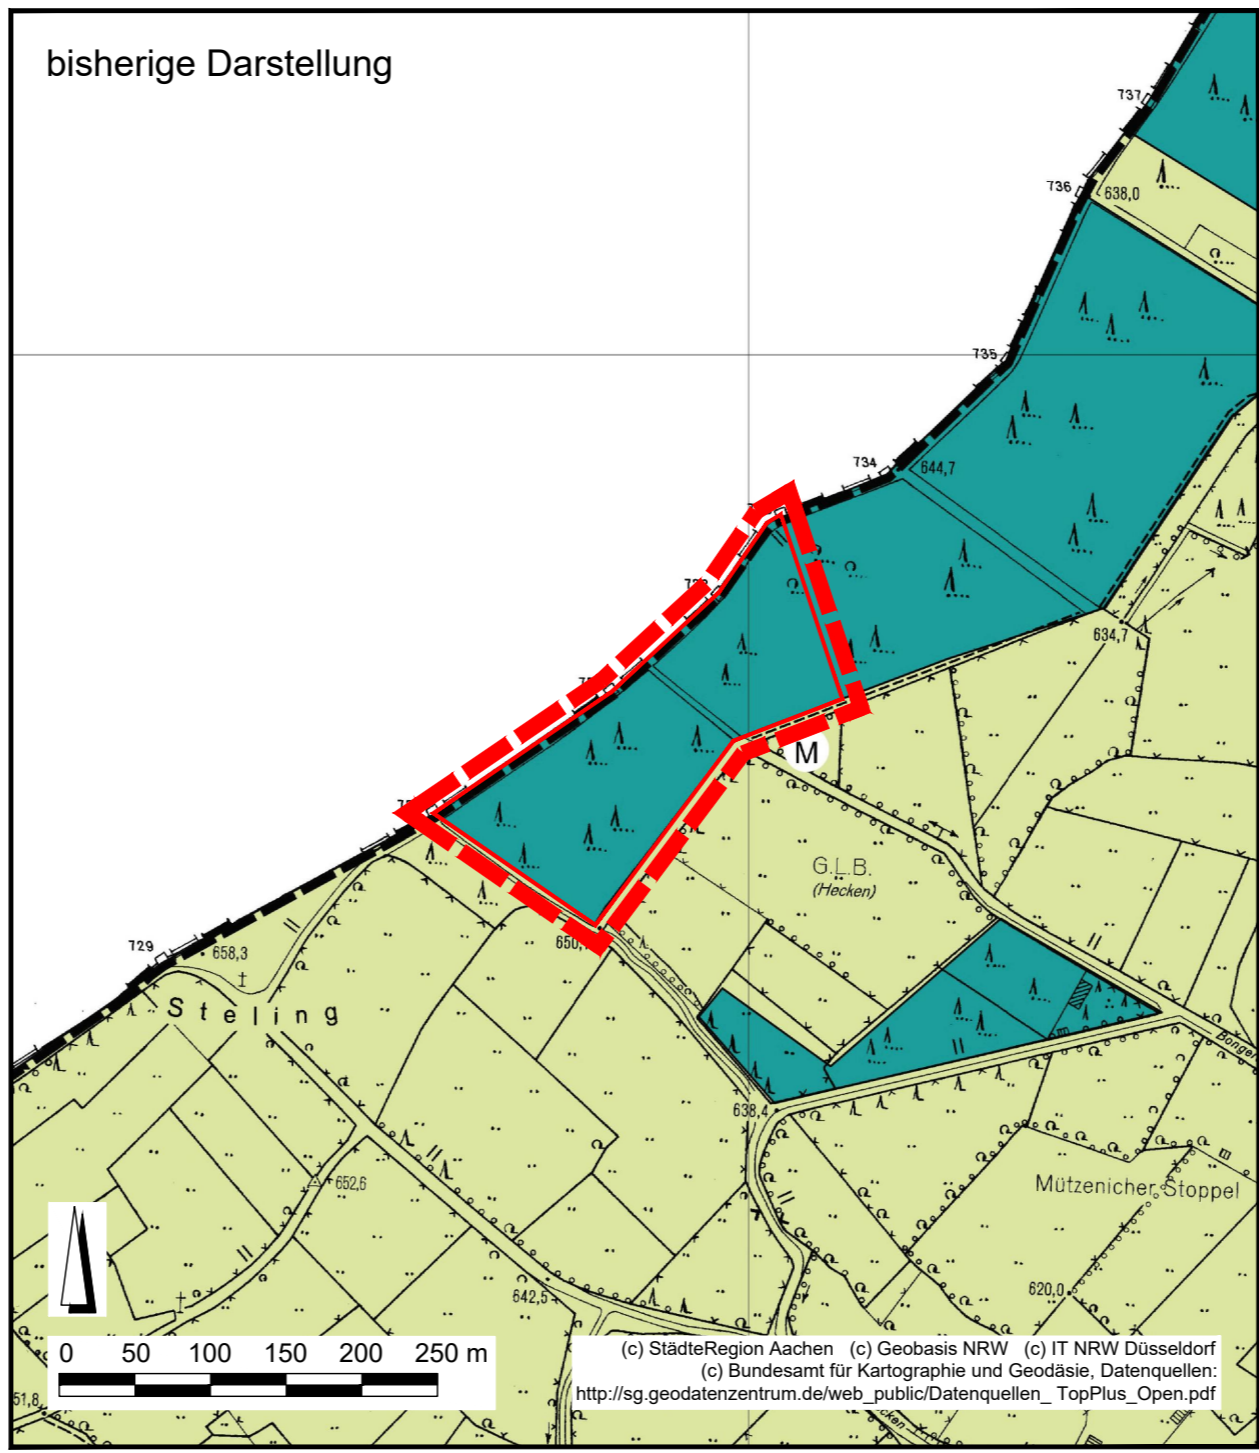 bisherige Darstellung
737
736
638,0
735
734
644,7
634,7
M
G.L.B.
(Hecken)
729
658,3
Steling
638,4
652,6
Mützenicher Stoppel
642,5
620,0
0 50 100 150 200 250 m
51,8
(c) StädteRegion Aachen (c) Geobasis NRW (c) IT NRW Düsseldorf
(c) Bundesamt für Kartographie und Geodäsie, Datenquellen:
http://sg.geodatenzentrum.de/web_public/Datenquellen_ TopPlus_Open.pdf